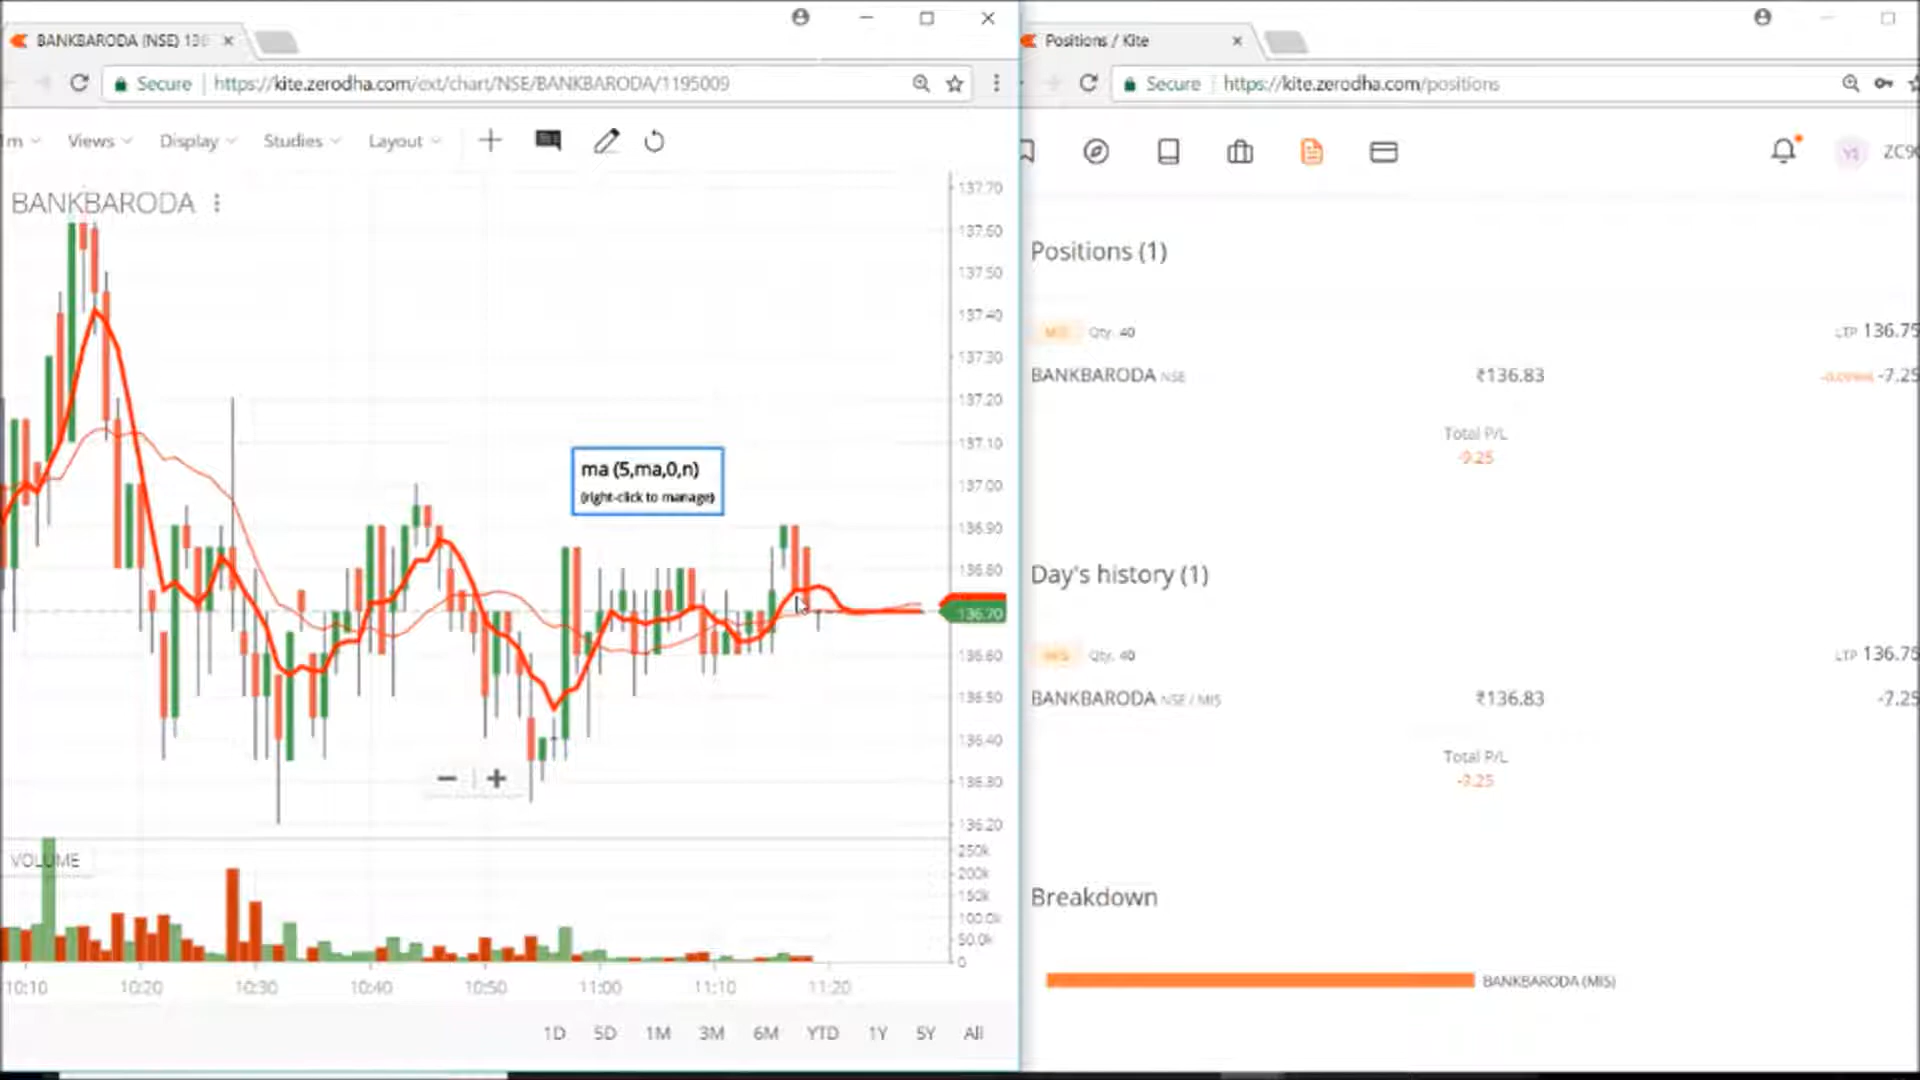 BANKBARODA (NSE) 136
Secure
https://kite.zerodha.com/ext/chart/NSE/BANKBARODA/1195009
m Views Display Studies Layout
BANKBARODA
ma (5,ma,0,n)
(right-click to manage)
137.70
137.60
137.50
137.40
137.30
137.20
137.10
137.00
136.90
136.80
136.70
136.60
136.50
136.40
136.30
136.20
VOLUME
250k
200k
150k
100.0k
50.0k
0
10:10 10:20 10:30 10:40 10:50 11:00 11:10 11:20
1D 5D 1M 3M 6M YTD 1Y 5Y All
Positions / Kite
Secure
https://kite.zerodha.com/positions
Positions (1)
MIS Qty. 40 LTP 136.75
BANKBARODA NSE ₹136.83 -7.25
Total P/L
-9.25
Day's history (1)
MIS Qty. 40 LTP 136.75
BANKBARODA NSE / MIS ₹136.83 -7.25
Total P/L
-9.25
Breakdown
BANKBARODA (MIS)